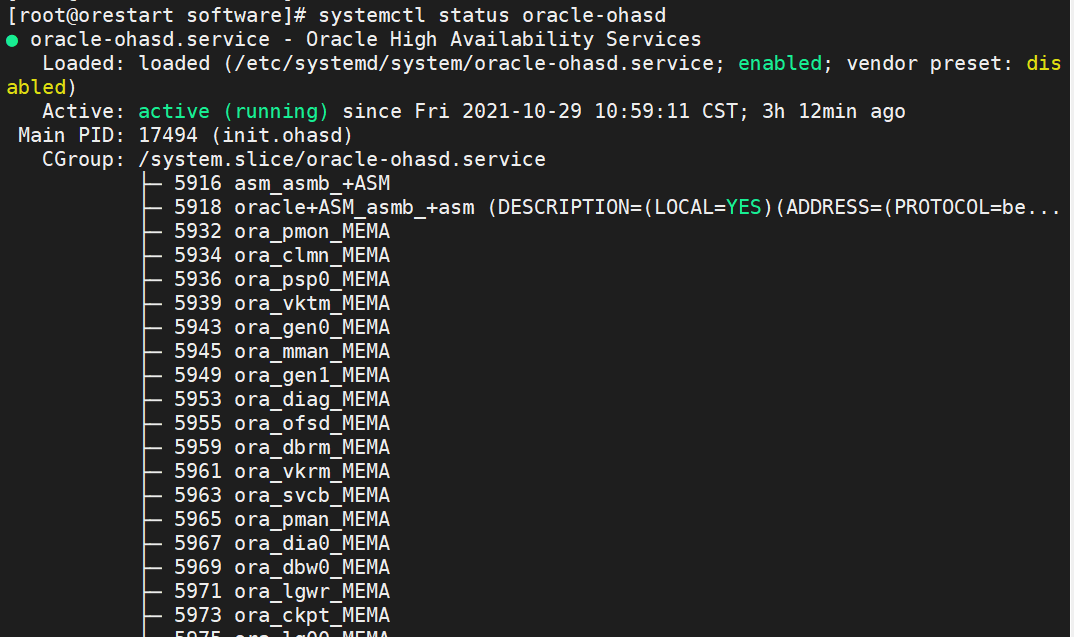 [root@orestart software]# systemctl status oracle-ohasd
● oracle-ohasd.service - Oracle High Availability Services
Loaded: loaded (/etc/systemd/system/oracle-ohasd.service; enabled; vendor preset: dis
abled)
Active: active (running) since Fri 2021-10-29 10:59:11 CST; 3h 12min ago
Main PID: 17494 (init.ohasd)
CGroup: /system.slice/oracle-ohasd.service
├─ 5916 asm_asmb_+ASM
├─ 5918 oracle+ASM_asmb_+asm (DESCRIPTION=(LOCAL=YES)(ADDRESS=(PROTOCOL=be...
├─ 5932 ora_pmon_MEMA
├─ 5934 ora_clmn_MEMA
├─ 5936 ora_psp0_MEMA
├─ 5939 ora_vktm_MEMA
├─ 5943 ora_gen0_MEMA
├─ 5945 ora_mman_MEMA
├─ 5949 ora_gen1_MEMA
├─ 5953 ora_diag_MEMA
├─ 5955 ora_ofsd_MEMA
├─ 5959 ora_dbrm_MEMA
├─ 5961 ora_vkrm_MEMA
├─ 5963 ora_svcb_MEMA
├─ 5965 ora_pman_MEMA
├─ 5967 ora_dia0_MEMA
├─ 5969 ora_dbw0_MEMA
├─ 5971 ora_lgwr_MEMA
├─ 5973 ora_ckpt_MEMA